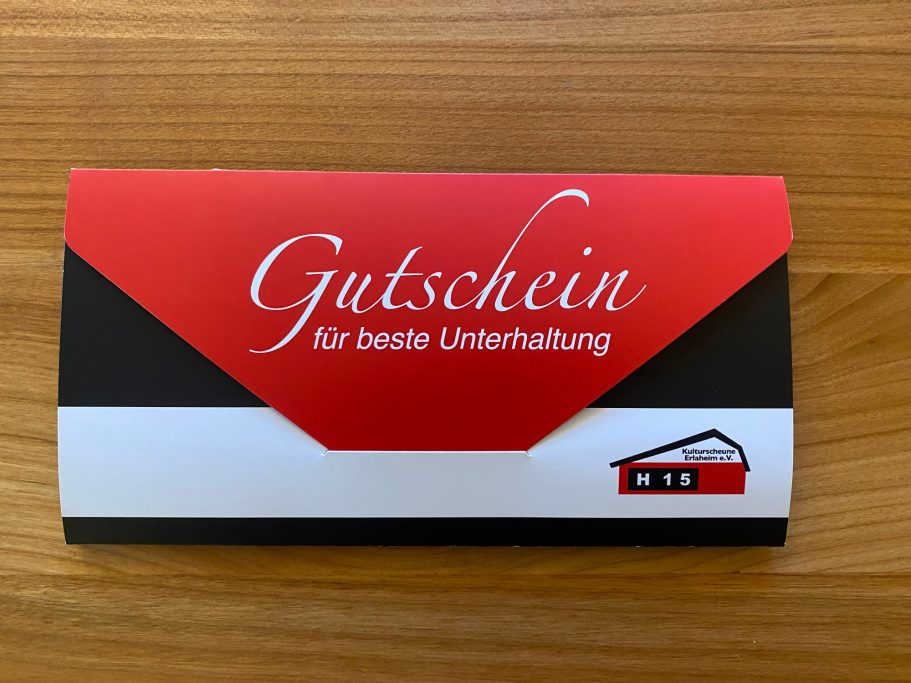 Gutschein
für beste Unterhaltung
Kulturscheune
Erlaheim e.V.
H 15